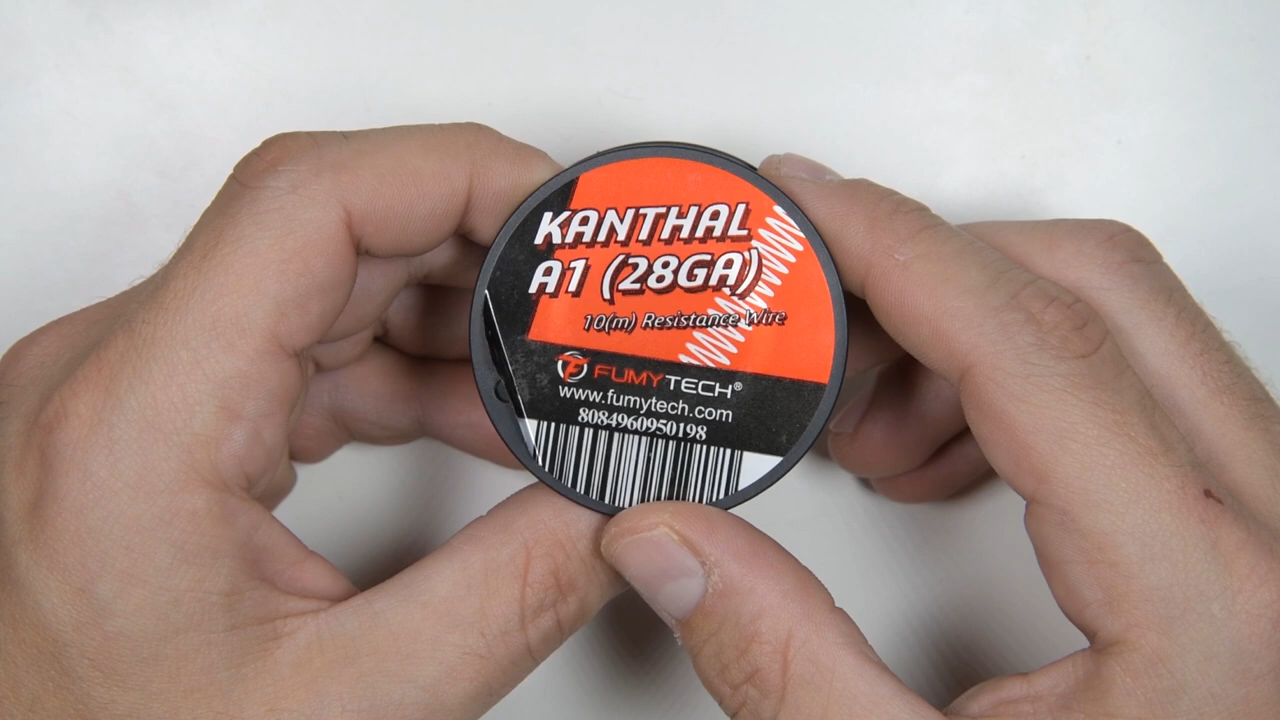 KANTHAL
A1 (28GA)
10(m) Resistance Wire
FUMYTECH®
www.fumytech.com
8084960950198